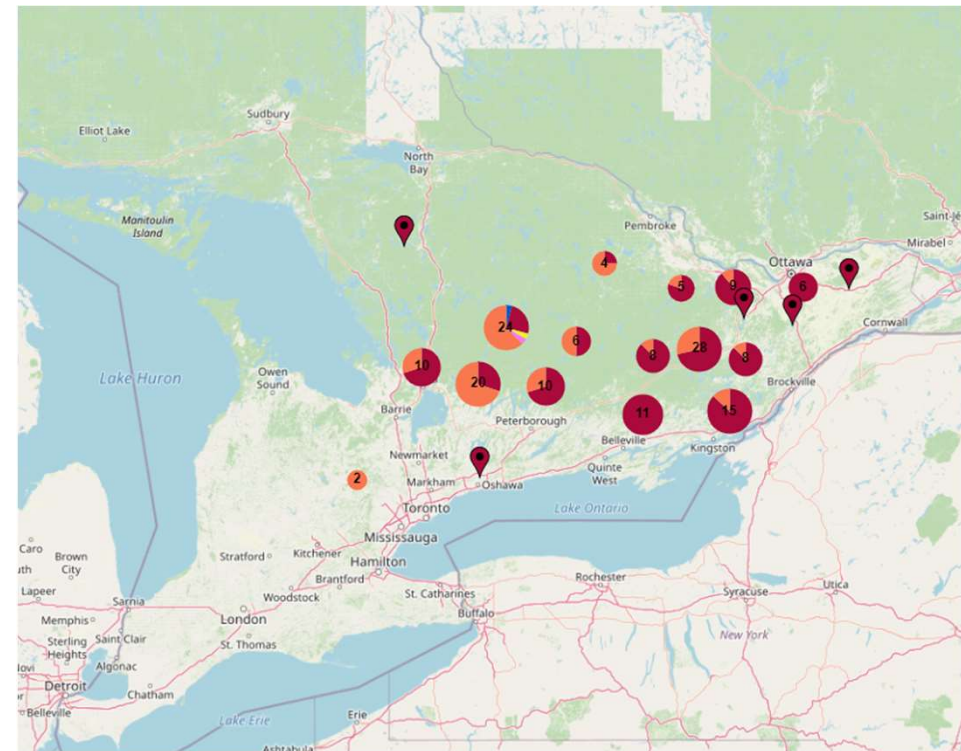 Sudbury
Elliot Lake
North
Bay
Manitoulin
Island
Pembroke
Saint-Jé
Mirabel
Ottawa
4
5
9
6
Cornwall
24
6
28
8
8
Lake Huron
10
Owen
Sound
20
10
Brockville
Barrie
Peterborough
11
15
Belleville
Kingston
Newmarket
Quinte
West
2
Markham
Oshawa
Toronto
Lake Ontario
Mississauga
Caro
Brown
City
uth
Stratford
Kitchener
Hamilton
Brantford
Rochester
Lapeer
Woodstock
St. Catharines
Syracuse
Utica
Sarnia
Memphis
London
Buffalo
Sterling
Heights
Saint Clair
St. Thomas
New York
Algonac
Novi
Detroit
Chatham
Belleville
Lake Erie
Erie
Ashtabula